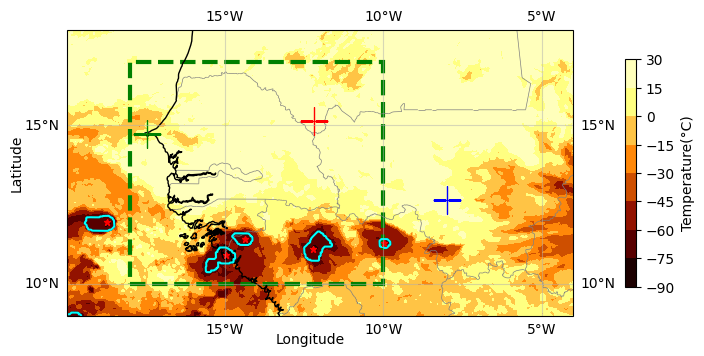 15°W 10°W 5°W
30
15
0
−15
−30
−45
−60
−75
−90
Temperature(°C)
Latitude
15°N 15°N
10°N 10°N
15°W 10°W 5°W
Longitude